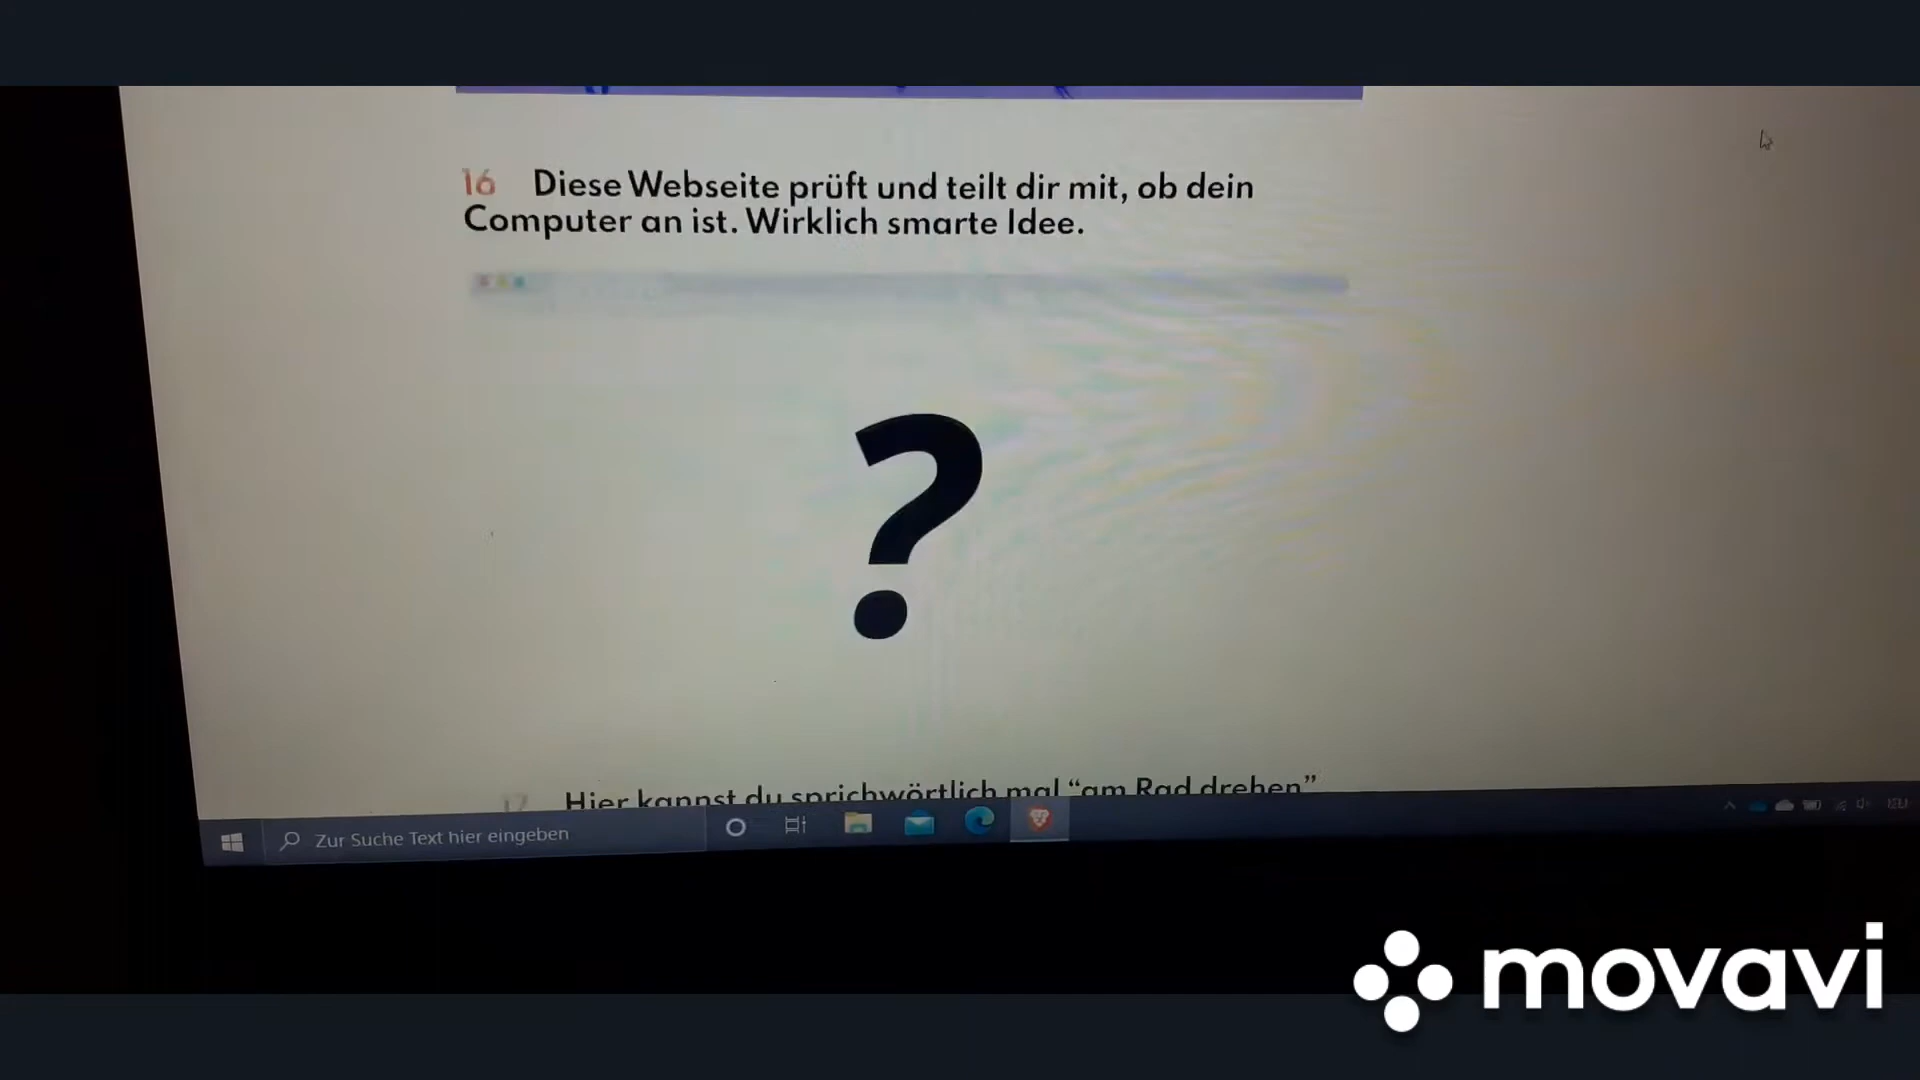 16 Diese Webseite prüft und teilt dir mit, ob dein
Computer an ist. Wirklich smarte Idee.
?
17 Hier kannst du sprichwörtlich mal “am Rad drehen”
Zur Suche Text hier eingeben
movavi